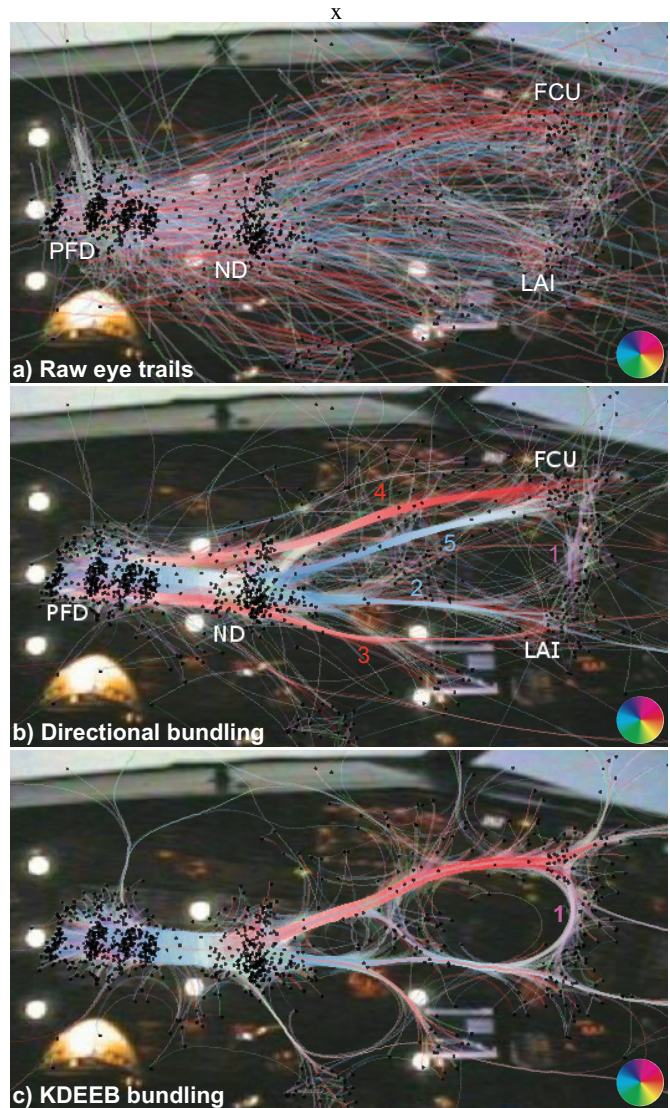 x
FCU
PFD
ND
LAI
a) Raw eye trails
FCU
4
5
1
2
PFD
ND
3
LAI
b) Directional bundling
1
c) KDEEB bundling